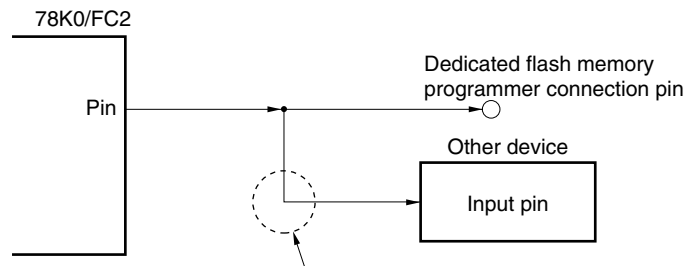 78K0/FC2
Pin
Dedicated flash memory
programmer connection pin
Other device
Input pin